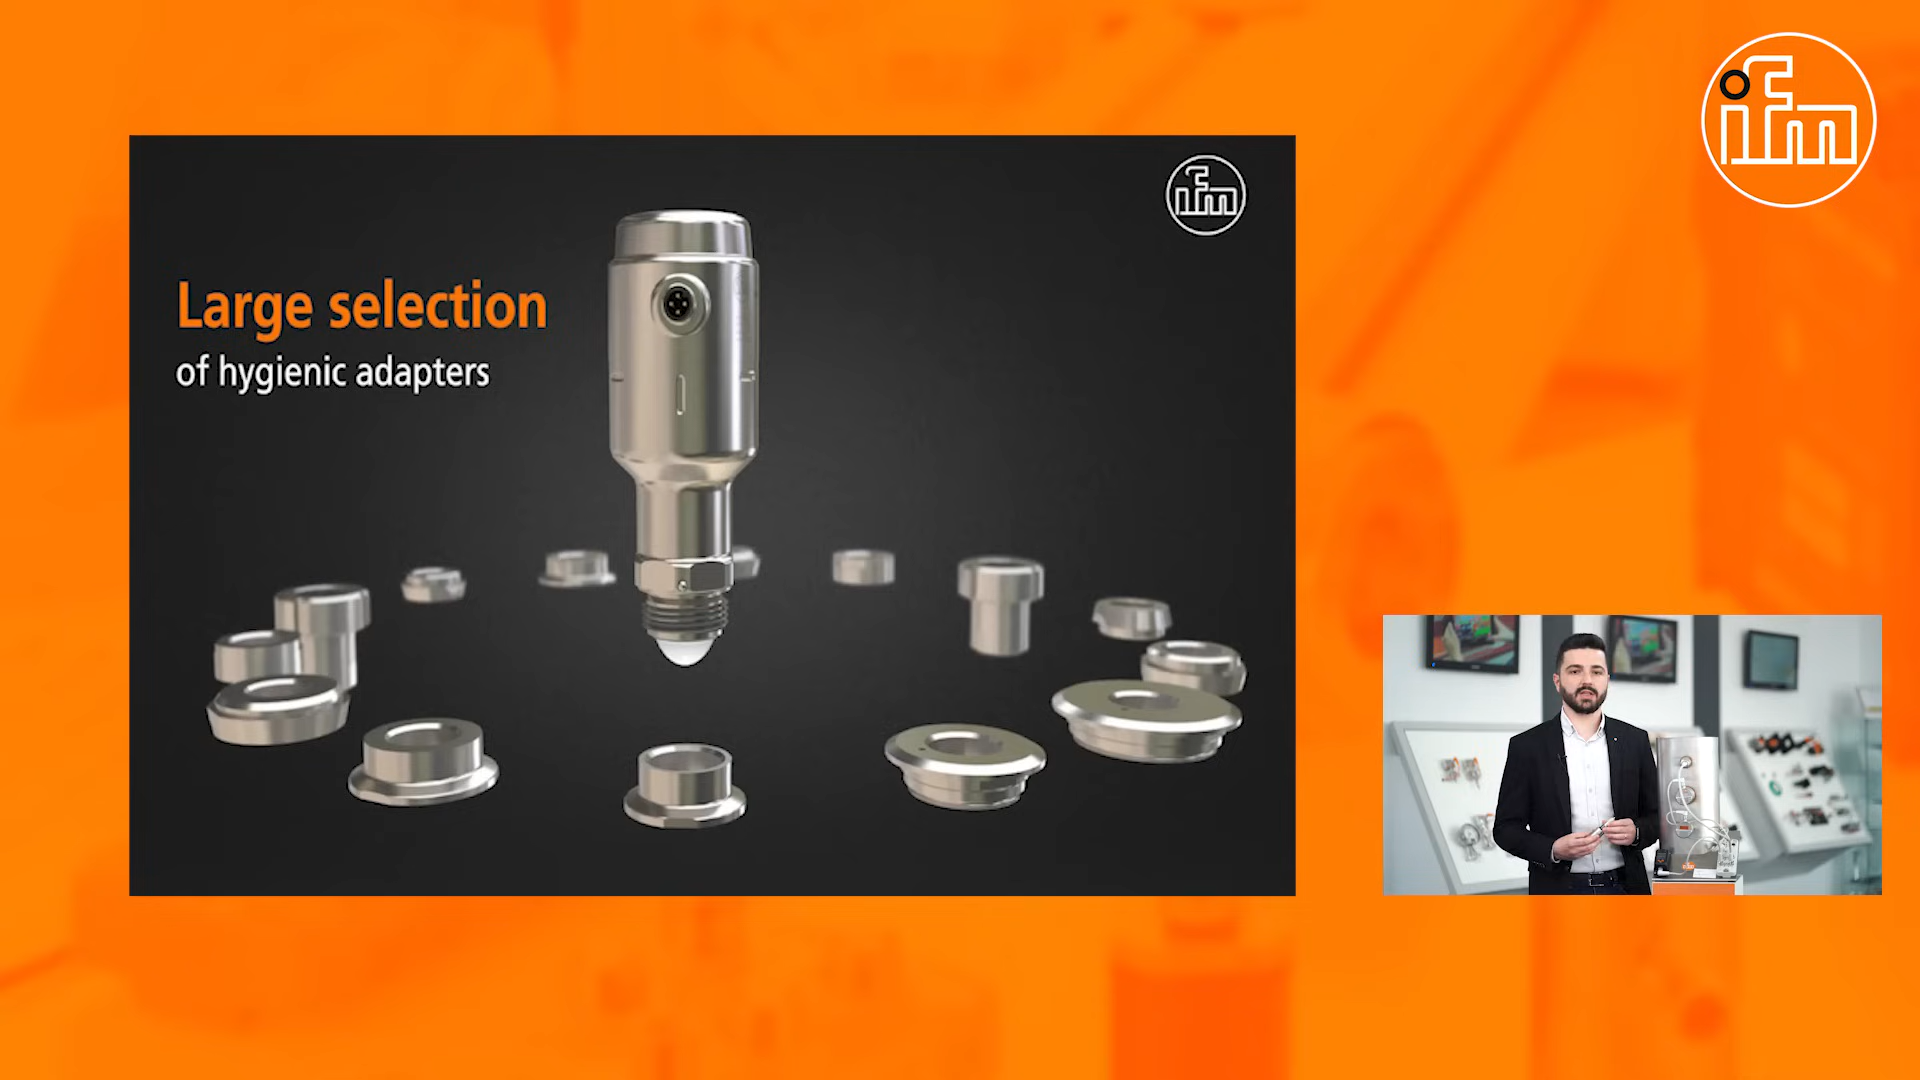 ifm
ifm
Large selection
of hygienic adapters